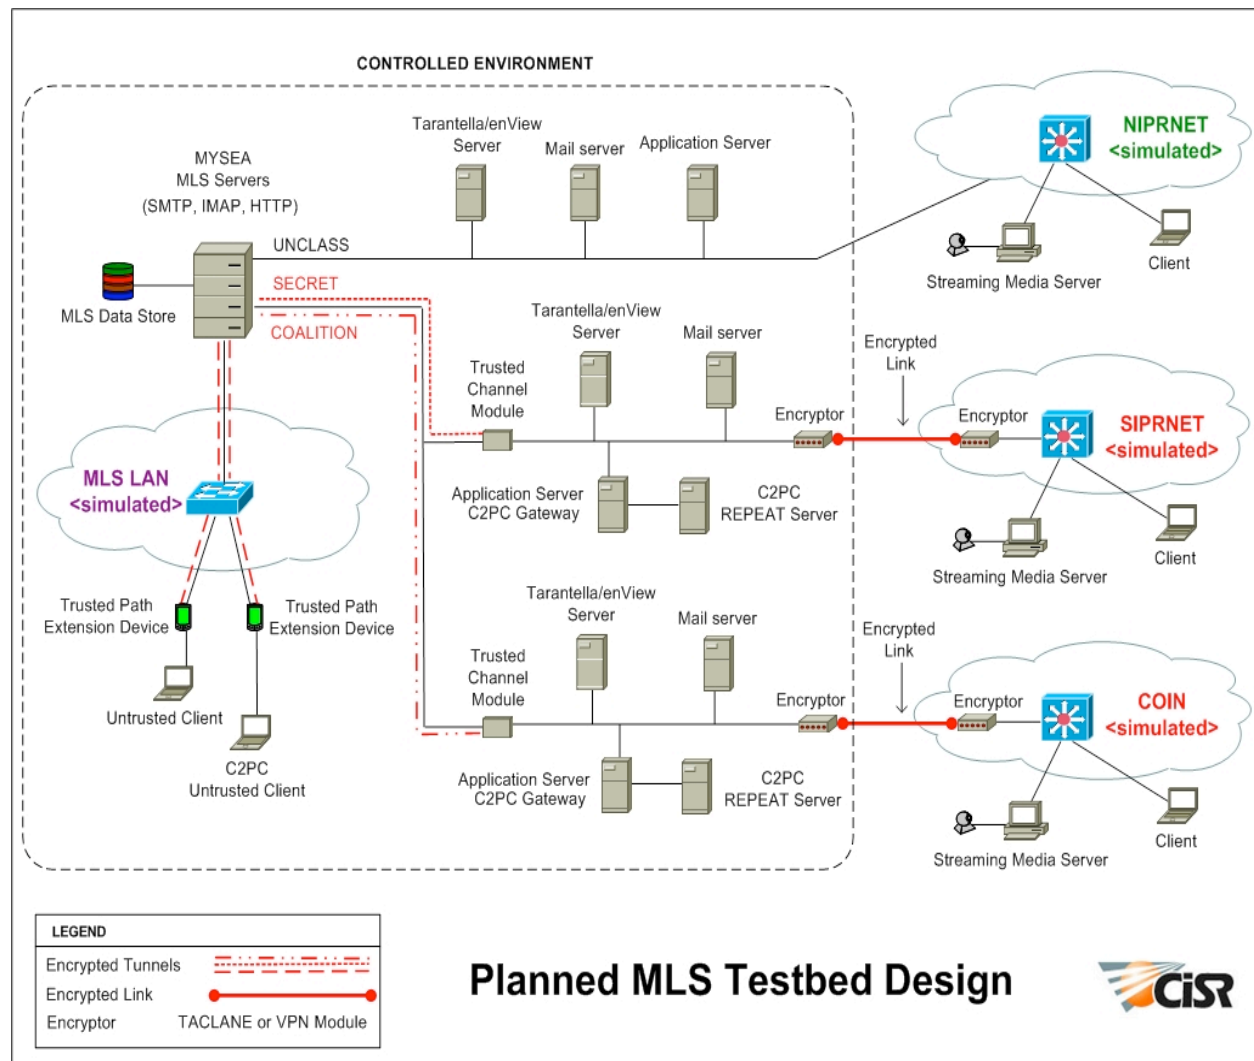 CONTROLLED ENVIRONMENT
Tarantella/enView
Server
Mail server
Application Server
MYSEA
MLS Servers
(SMTP, IMAP, HTTP)
UNCLASS
SECRET
COALITION
MLS Data Store
NIPRNET
<simulated>
Streaming Media Server
Client
Tarantella/enView
Server
Mail server
Trusted
Channel
Module
Encryptor
Encrypted
Link
Encryptor
SIPRNET
<simulated>
Application Server
C2PC Gateway
C2PC
REPEAT Server
Streaming Media Server
Client
MLS LAN
<simulated>
Trusted Path
Extension Device
Trusted Path
Extension Device
Untrusted Client
C2PC
Untrusted Client
Tarantella/enView
Server
Mail server
Trusted
Channel
Module
Encryptor
Encrypted
Link
Encryptor
COIN
<simulated>
Application Server
C2PC Gateway
C2PC
REPEAT Server
Streaming Media Server
Client
LEGEND
Encrypted Tunnels
Encrypted Link
Encryptor TACLANE or VPN Module
Planned MLS Testbed Design
CiSR